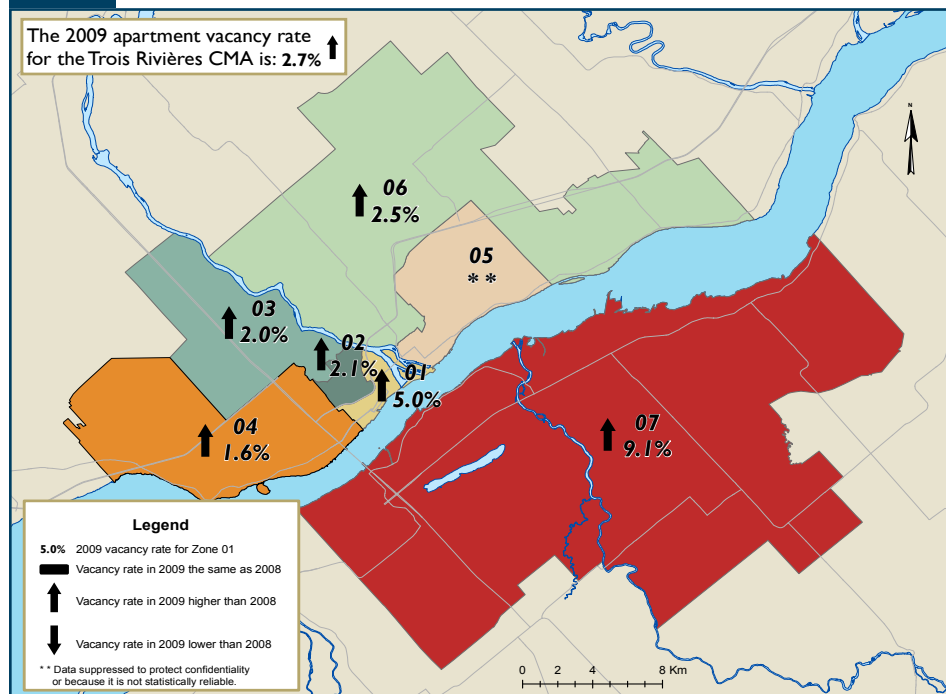 The 2009 apartment vacancy rate
for the Trois Rivières CMA is: 2.7%
N
06
2.5%
05
**
03
2.0%
02
2.1%
01
5.0%
04
1.6%
07
9.1%
Legend
5.0% 2009 vacancy rate for Zone 01
Vacancy rate in 2009 the same as 2008
Vacancy rate in 2009 higher than 2008
Vacancy rate in 2009 lower than 2008
** Data suppressed to protect confidentiality
or because it is not statistically reliable.
0 2 4 8 Km